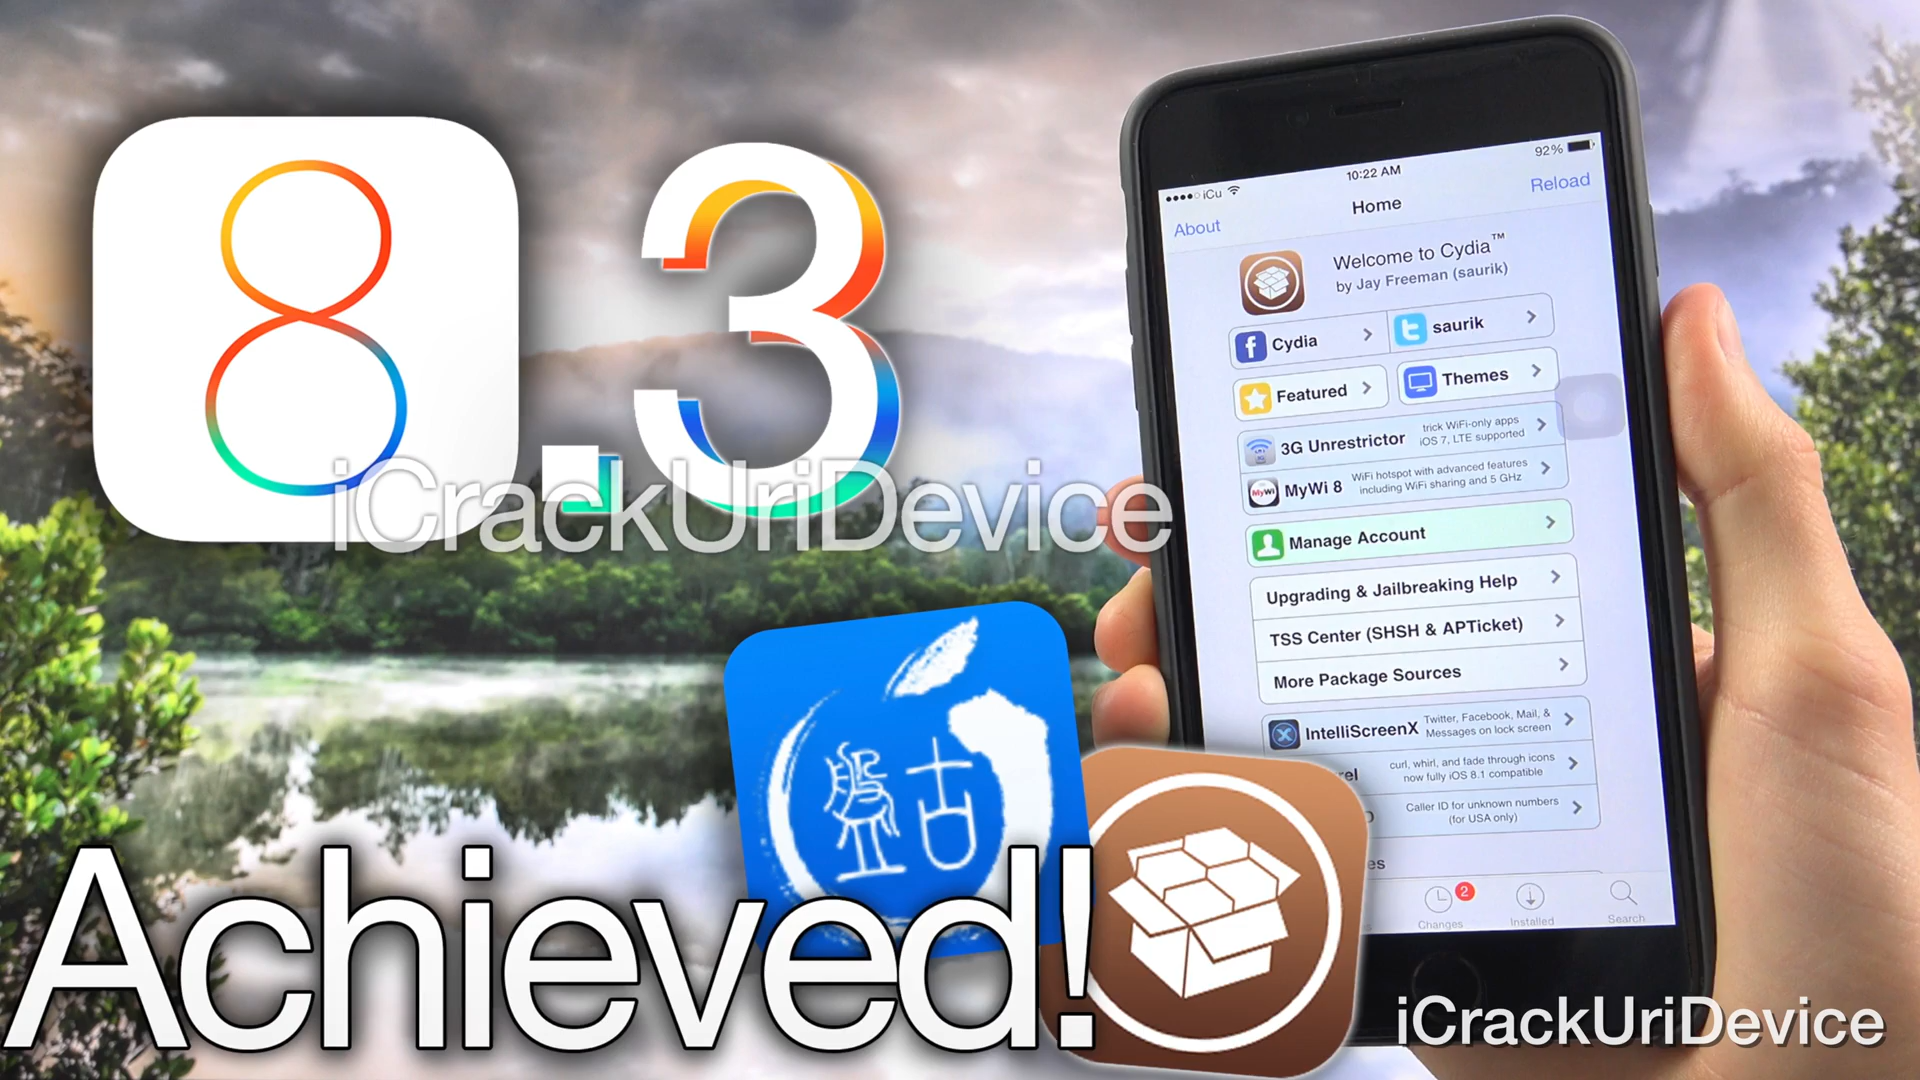 8.3
iCrackUriDevice
iCu
10:22 AM
92%
About
Home
Reload
Welcome to Cydia™
by Jay Freeman (saurik)
Cydia
saurik
Featured
Themes
3G Unrestrictor
trick WiFi-only apps
iOS 7, LTE supported
MyWi
MyWi 8
WiFi hotspot with advanced features
including WiFi sharing and 5 GHz
Manage Account
Upgrading & Jailbreaking Help
TSS Center (SHSH & APTicket)
More Package Sources
IntelliScreenX
Twitter, Facebook, Mail, &
Messages on lock screen
rel
curl, whirl, and fade through icons
now fully iOS 8.1 compatible
Caller ID for unknown numbers
(for USA only)
es
2
Changes
Installed
Search
盤古
Achieved!
iCrackUriDevice